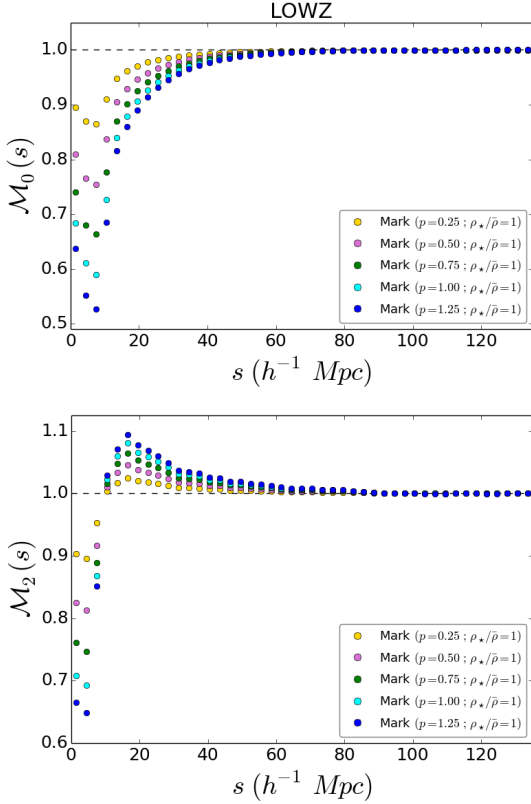 LOWZ
1.0
0.9
0.8
0.7
0.6
0.5
ℳ₀(s)
Mark (p=0.25 ; ρ⋆/ρ̄=1)
Mark (p=0.50 ; ρ⋆/ρ̄=1)
Mark (p=0.75 ; ρ⋆/ρ̄=1)
Mark (p=1.00 ; ρ⋆/ρ̄=1)
Mark (p=1.25 ; ρ⋆/ρ̄=1)
0 20 40 60 80 100 120
s (h⁻¹ Mpc)
1.1
1.0
0.9
0.8
0.7
0.6
ℳ₂(s)
Mark (p=0.25 ; ρ⋆/ρ̄=1)
Mark (p=0.50 ; ρ⋆/ρ̄=1)
Mark (p=0.75 ; ρ⋆/ρ̄=1)
Mark (p=1.00 ; ρ⋆/ρ̄=1)
Mark (p=1.25 ; ρ⋆/ρ̄=1)
0 20 40 60 80 100 120
s (h⁻¹ Mpc)